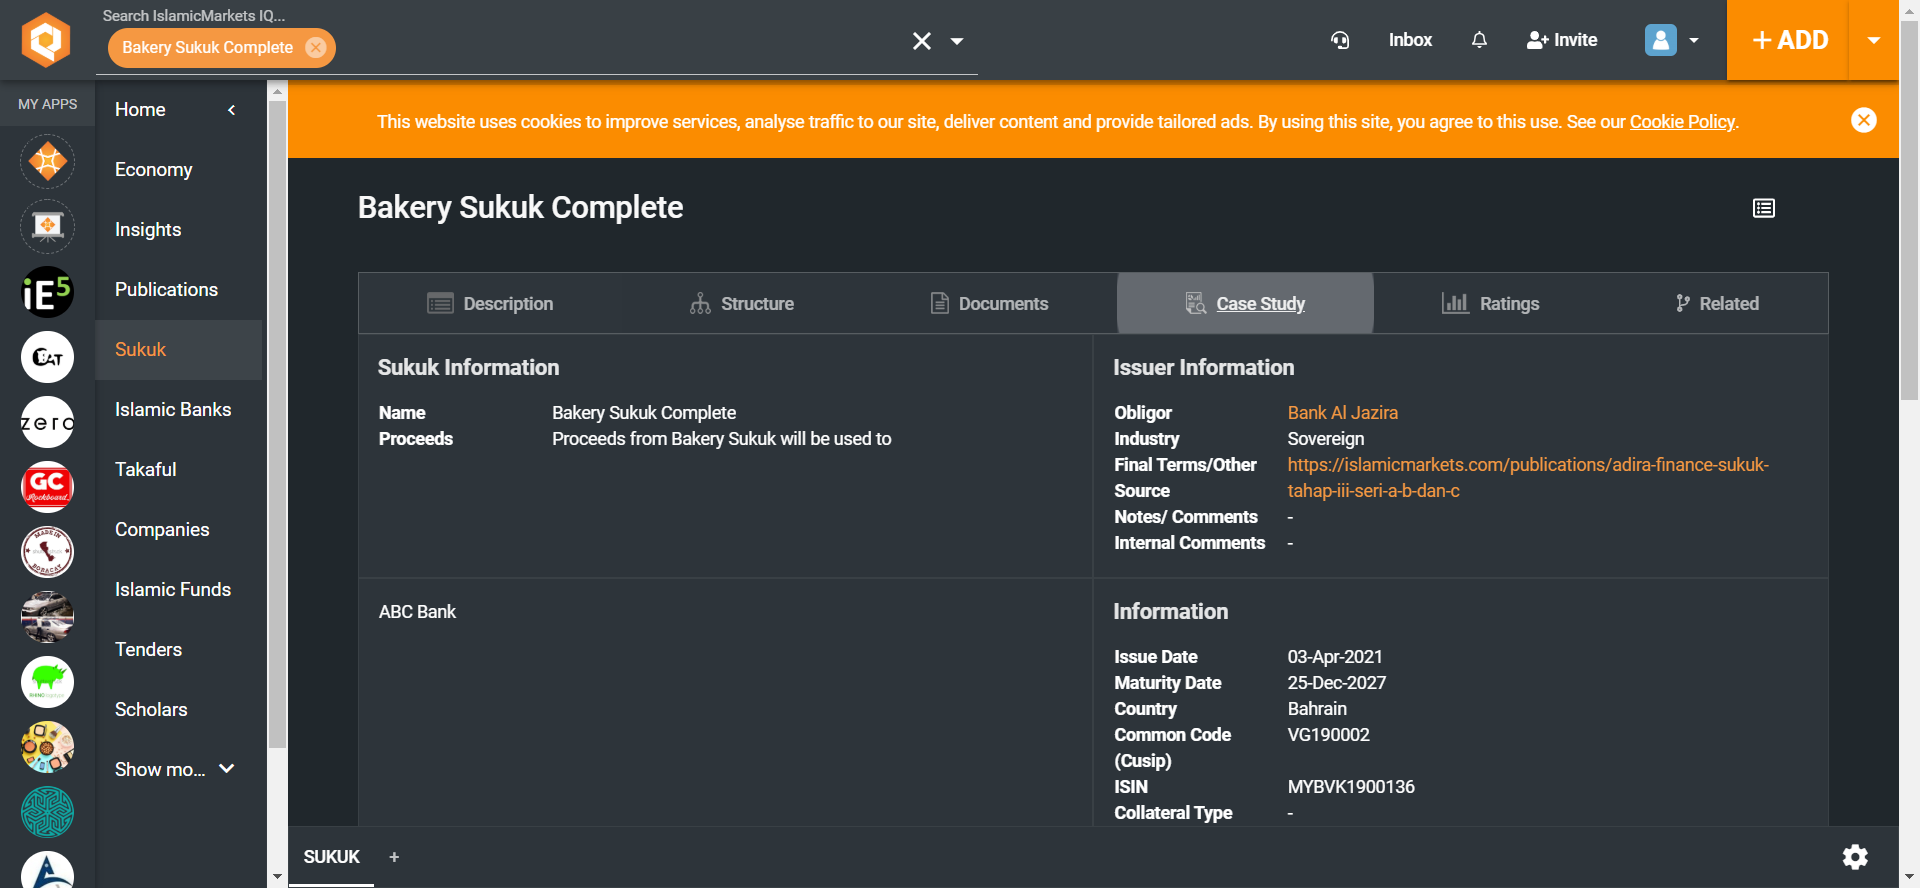 Search IslamicMarkets IQ...
Bakery Sukuk Complete
Inbox
Invite
+ ADD
MY APPS
iE5
BAT
zero
GC
Rockboard
MADE IN
BORACAY
RHINO
Home
Economy
Insights
Publications
Sukuk
Islamic Banks
Takaful
Companies
Islamic Funds
Tenders
Scholars
Show mo...
This website uses cookies to improve services, analyse traffic to our site, deliver content and provide tailored ads. By using this site, you agree to this use. See our Cookie Policy.
Bakery Sukuk Complete
Description
Structure
Documents
Case Study
Ratings
Related
Sukuk Information
Name Bakery Sukuk Complete
Proceeds Proceeds from Bakery Sukuk will be used to
Issuer Information
Obligor Bank Al Jazira
Industry Sovereign
Final Terms/Other https://islamicmarkets.com/publications/adira-finance-sukuk-
Source tahap-iii-seri-a-b-dan-c
Notes/ Comments -
Internal Comments -
ABC Bank
Information
Issue Date 03-Apr-2021
Maturity Date 25-Dec-2027
Country Bahrain
Common Code VG190002
(Cusip)
ISIN MYBVK1900136
Collateral Type -
SUKUK +